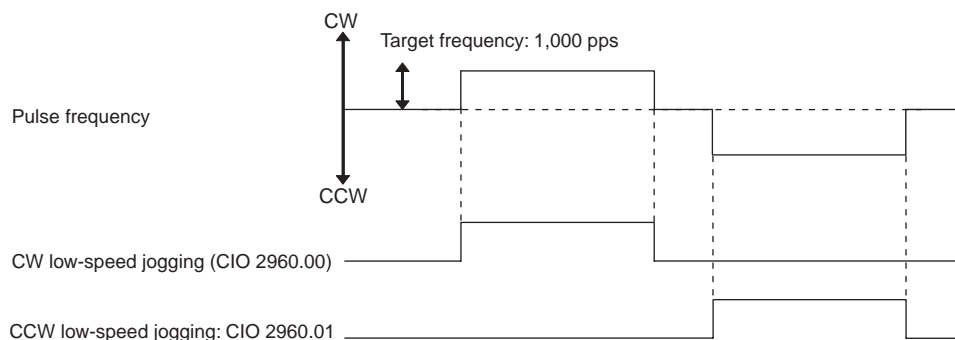 CW
Target frequency: 1,000 pps
Pulse frequency
CCW
CW low-speed jogging (CIO 2960.00)
CCW low-speed jogging: CIO 2960.01